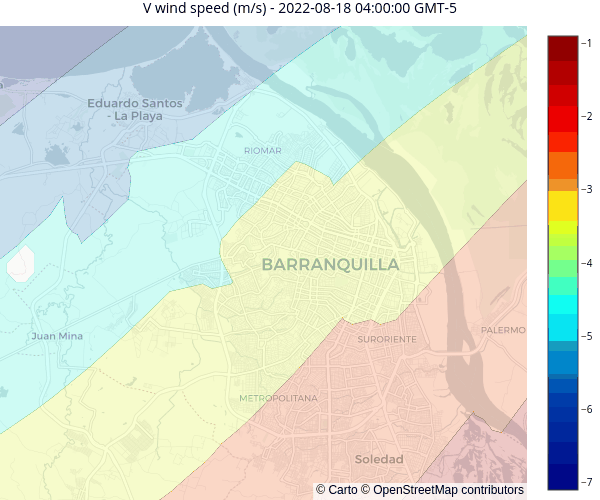 V wind speed (m/s) - 2022-08-18 04:00:00 GMT-5
Eduardo Santos
- La Playa
RIOMAR
BARRANQUILLA
Juan Mina
SURORIENTE
PALERMO
METROPOLITANA
Soledad
© Carto © OpenStreetMap contributors
−1
−2
−3
−4
−5
−6
−7